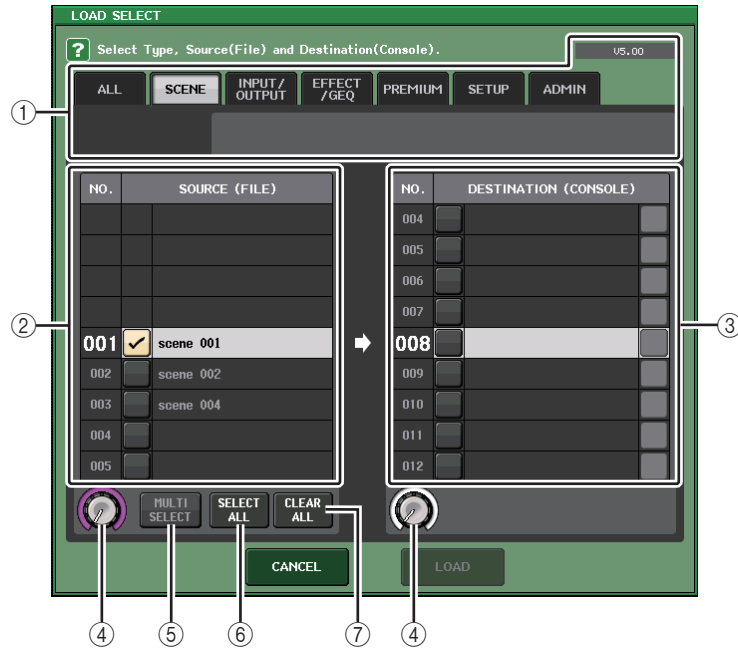 LOAD SELECT
? Select Type, Source(File) and Destination(Console).
V5.00
ALL SCENE INPUT/ OUTPUT EFFECT /GEQ PREMIUM SETUP ADMIN
①
NO. SOURCE (FILE)
NO. DESTINATION (CONSOLE)
004
005
006
007
② ③
001 scene 001 008
002 scene 002 009
003 scene 004 010
004 011
005 012
MULTI SELECT SELECT ALL CLEAR ALL
CANCEL LOAD
④ ⑤ ⑥ ⑦ ④